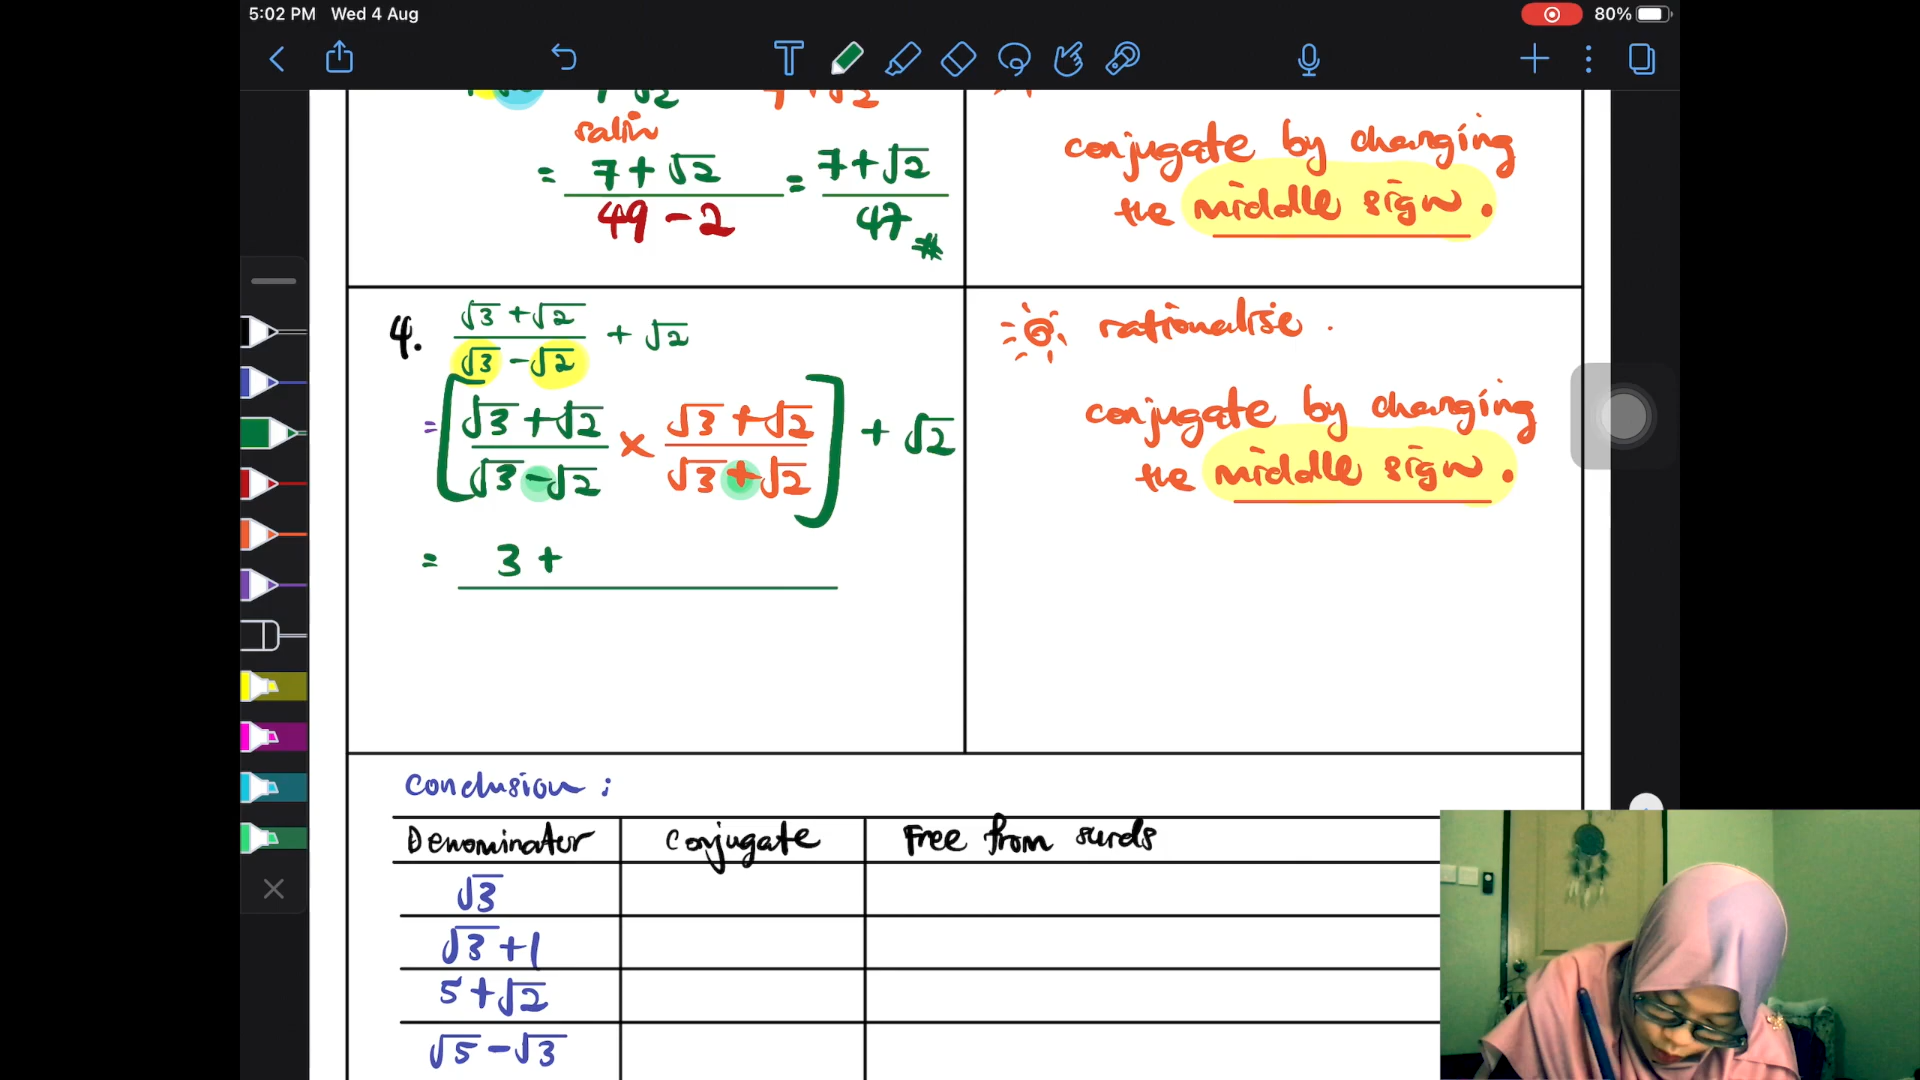 5:02 PM Wed 4 Aug 80%
salin
= 7 + √2 / 49 - 2 = 7 + √2 / 47 #
conjugate by changing
the middle sign.
4. √3 + √2 / √3 - √2 + √2
= [ √3 + √2 / √3 - √2 × √3 + √2 / √3 + √2 ] + √2
= 3 +
rationalise.
conjugate by changing
the middle sign.
Conclusion :
Denominator Conjugate Free from surds
√3
√3 + 1
5 + √2
√5 - √3